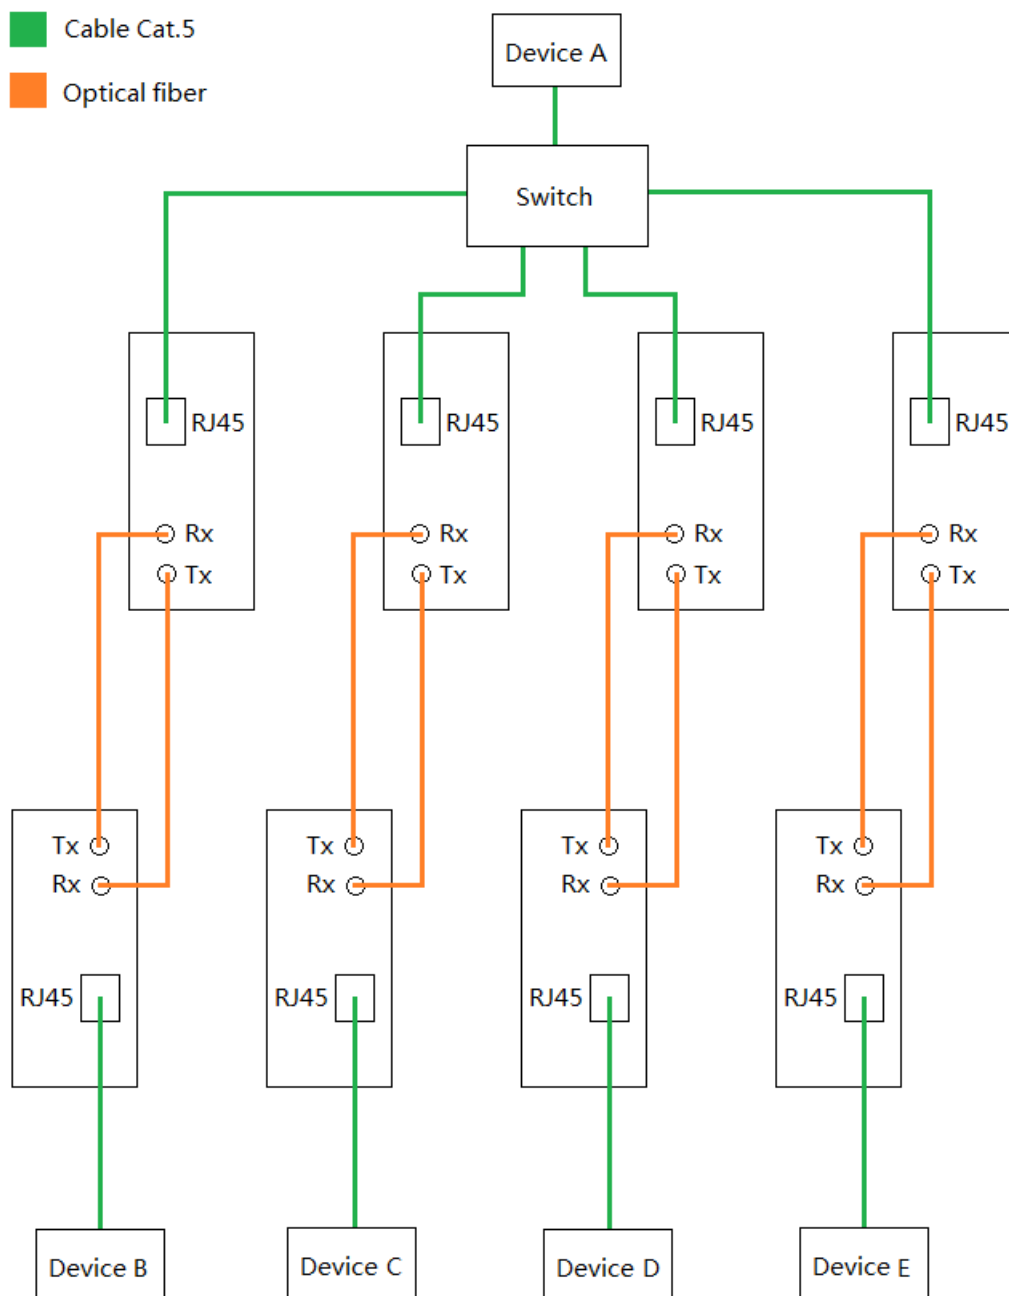 Cable Cat.5
Optical fiber
Device A
Switch
RJ45 RJ45 RJ45 RJ45
Rx Rx Rx Rx
Tx Tx Tx Tx
Tx Tx Tx Tx
Rx Rx Rx Rx
RJ45 RJ45 RJ45 RJ45
Device B Device C Device D Device E